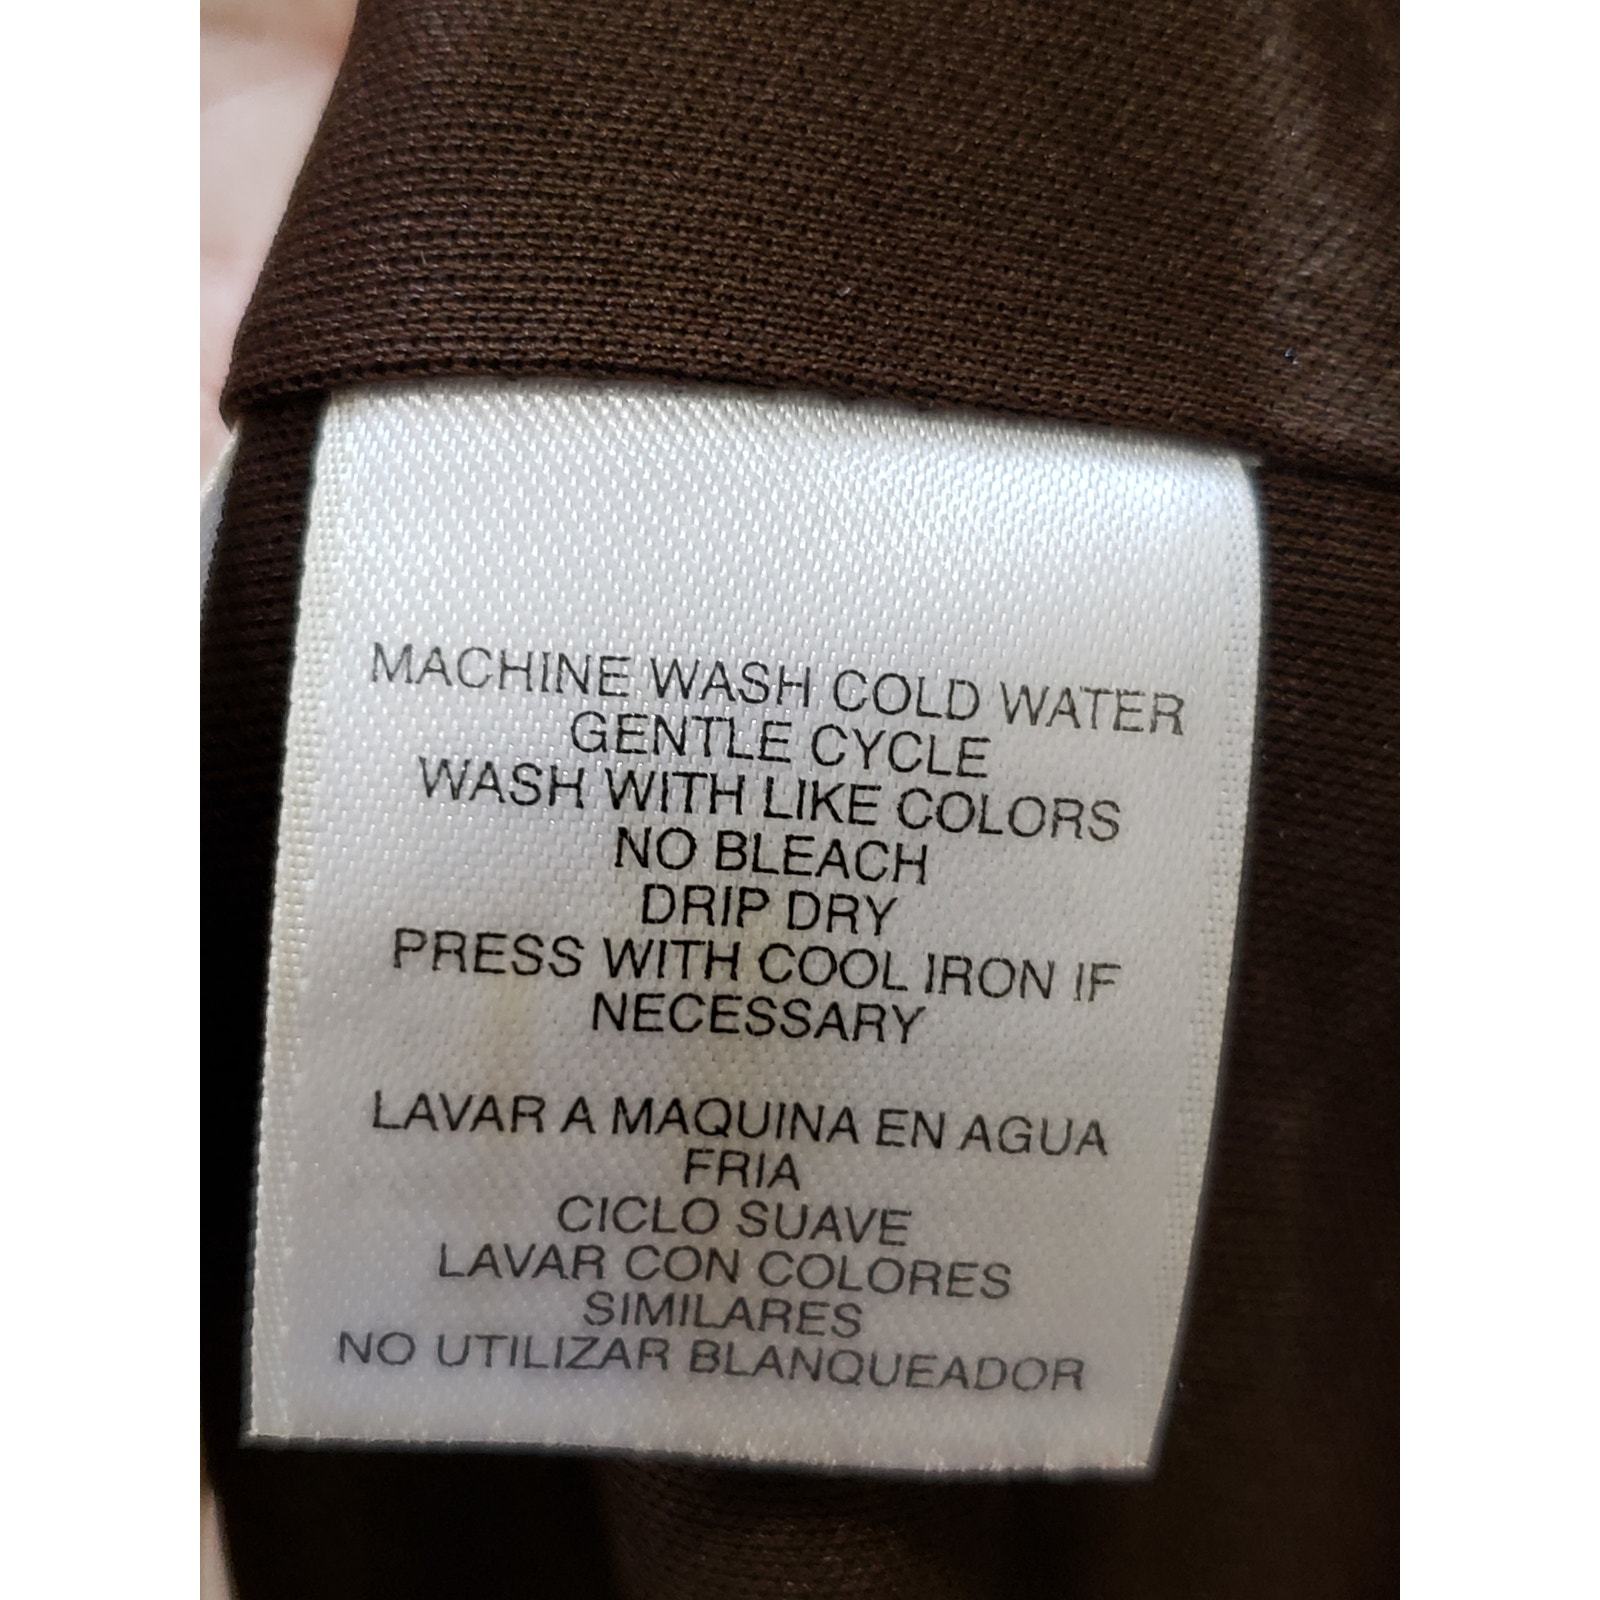 MACHINE WASH COLD WATER
GENTLE CYCLE
WASH WITH LIKE COLORS
NO BLEACH
DRIP DRY
PRESS WITH COOL IRON IF
NECESSARY
LAVAR A MAQUINA EN AGUA
FRIA
CICLO SUAVE
LAVAR CON COLORES
SIMILARES
NO UTILIZAR BLANQUEADOR